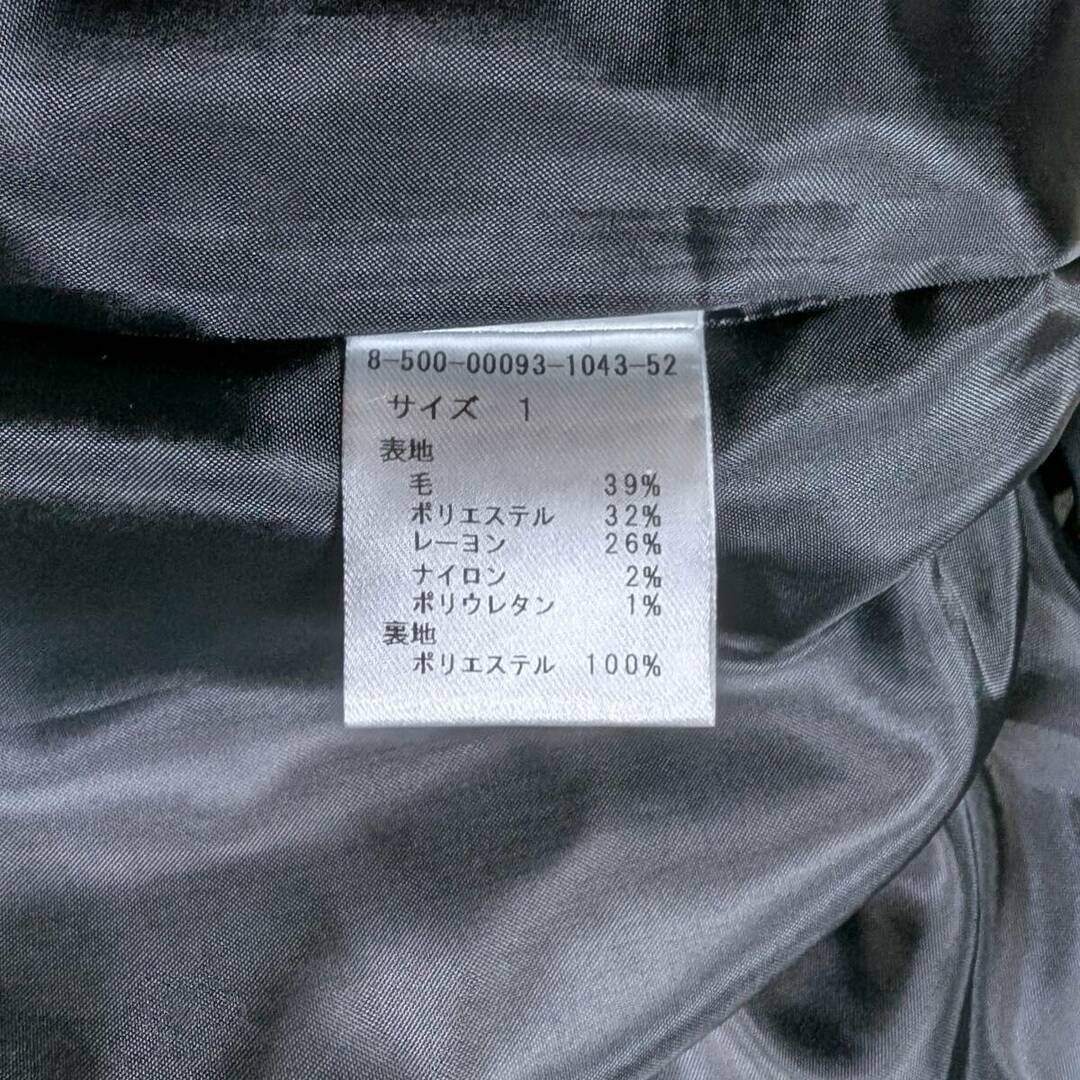 8-500-00093-1043-52
サイズ 1
表地
毛 39%
ポリエステル 32%
レーヨン 26%
ナイロン 2%
ポリウレタン 1%
裏地
ポリエステル 100%